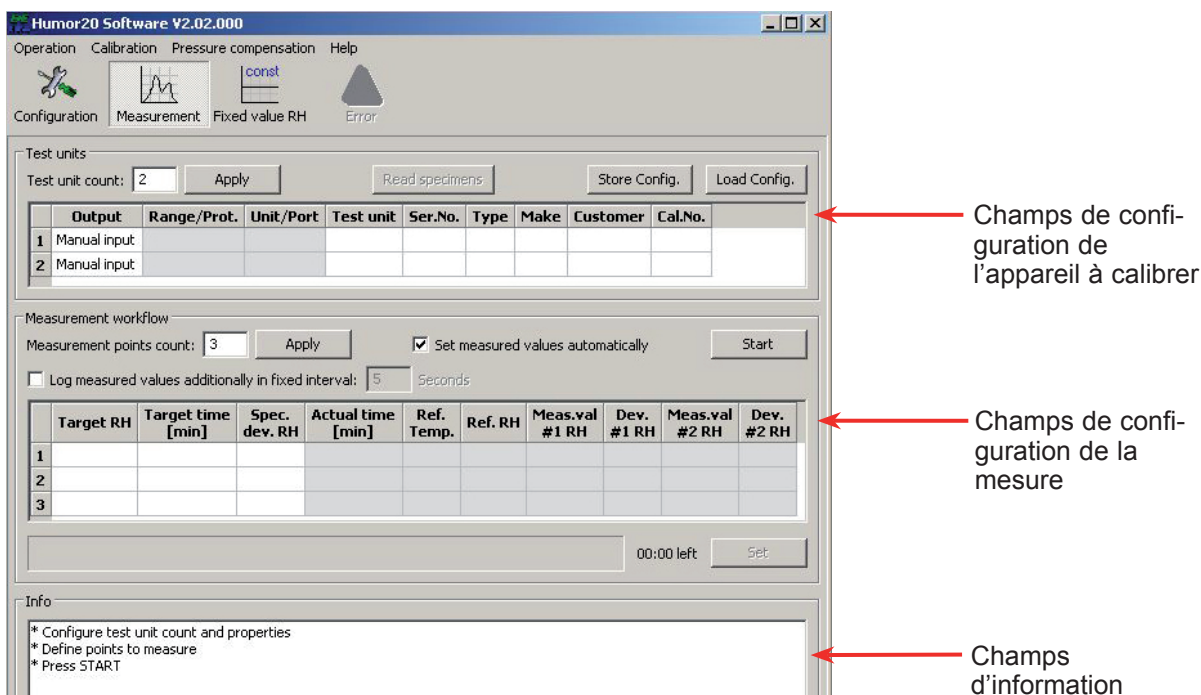 Humor20 Software V2.02.000
Operation Calibration Pressure compensation Help
const
Configuration Measurement Fixed value RH Error
Test units
Test unit count: 2 Apply Read specimens Store Config. Load Config.
Output Range/Prot. Unit/Port Test unit Ser.No. Type Make Customer Cal.No.
1 Manual input
2 Manual input
Champs de confi-
guration de
l'appareil à calibrer
Measurement workflow
Measurement points count: 3 Apply Set measured values automatically Start
Log measured values additionally in fixed interval: 5 Seconds
Target RH Target time [min] Spec. dev. RH Actual time [min] Ref. Temp. Ref. RH Meas.val #1 RH Dev. #1 RH Meas.val #2 RH Dev. #2 RH
1
2
3
Champs de confi-
guration de la
mesure
00:00 left Set
Info
* Configure test unit count and properties
* Define points to measure
* Press START
Champs
d'information